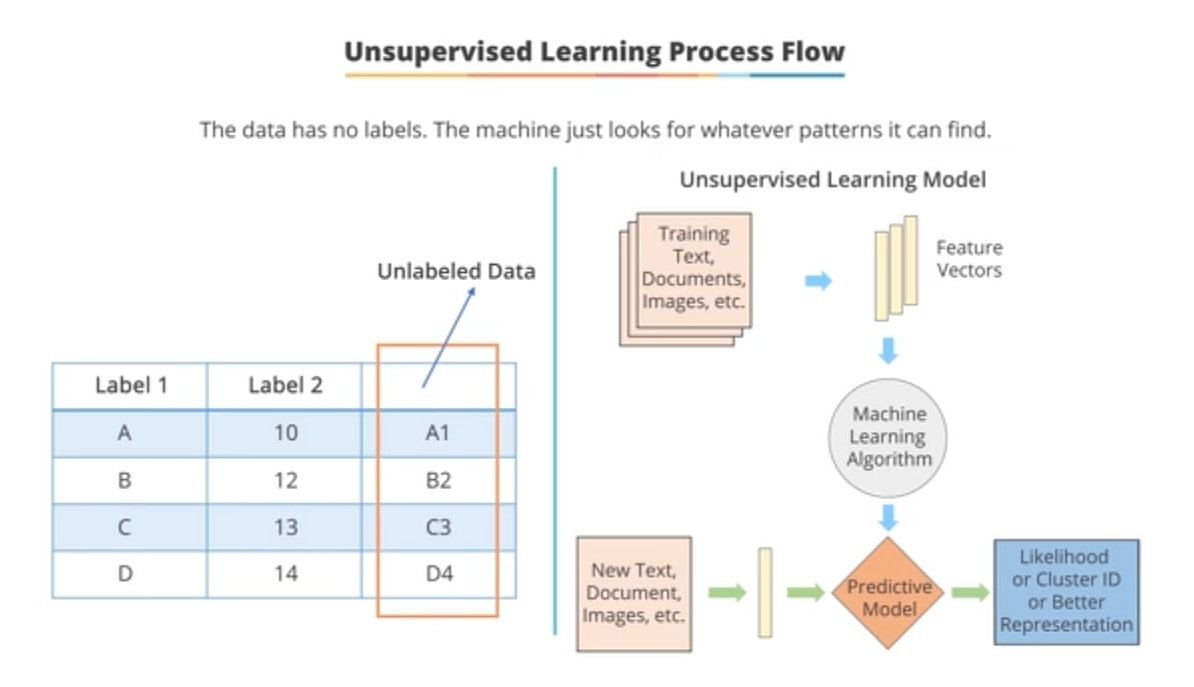 Unsupervised Learning Process Flow
The data has no labels. The machine just looks for whatever patterns it can find.
Unlabeled Data
Label 1 Label 2
A 10 A1
B 12 B2
C 13 C3
D 14 D4
Unsupervised Learning Model
Training
Text,
Documents,
Images, etc.
Feature
Vectors
Machine
Learning
Algorithm
New Text,
Document,
Images, etc.
Predictive
Model
Likelihood
or Cluster ID
or Better
Representation